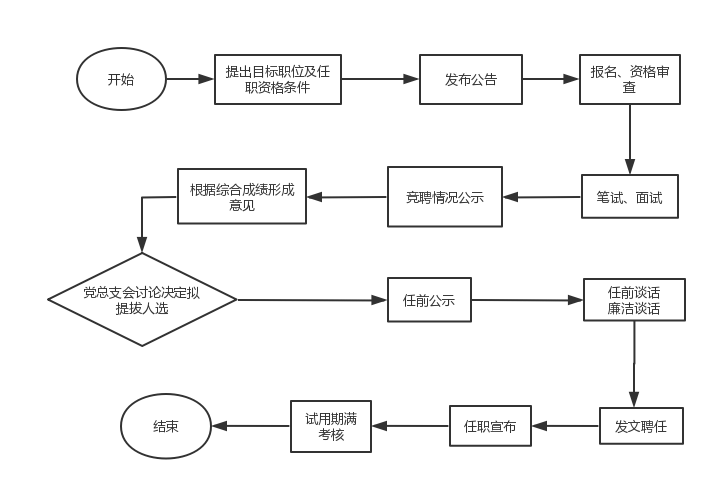 开始
提出目标职位及任
职资格条件
发布公告
报名、资格审
查
笔试、面试
竞聘情况公示
根据综合成绩形成
意见
党总支会讨论决定拟
提拔人选
任前公示
任前谈话
廉洁谈话
发文聘任
任职宣布
试用期满
考核
结束